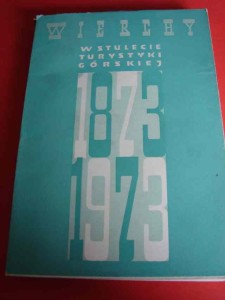 WIERCHY
W STULECIE
TURYSTYKI
GÓRSKIEJ
1873
1973